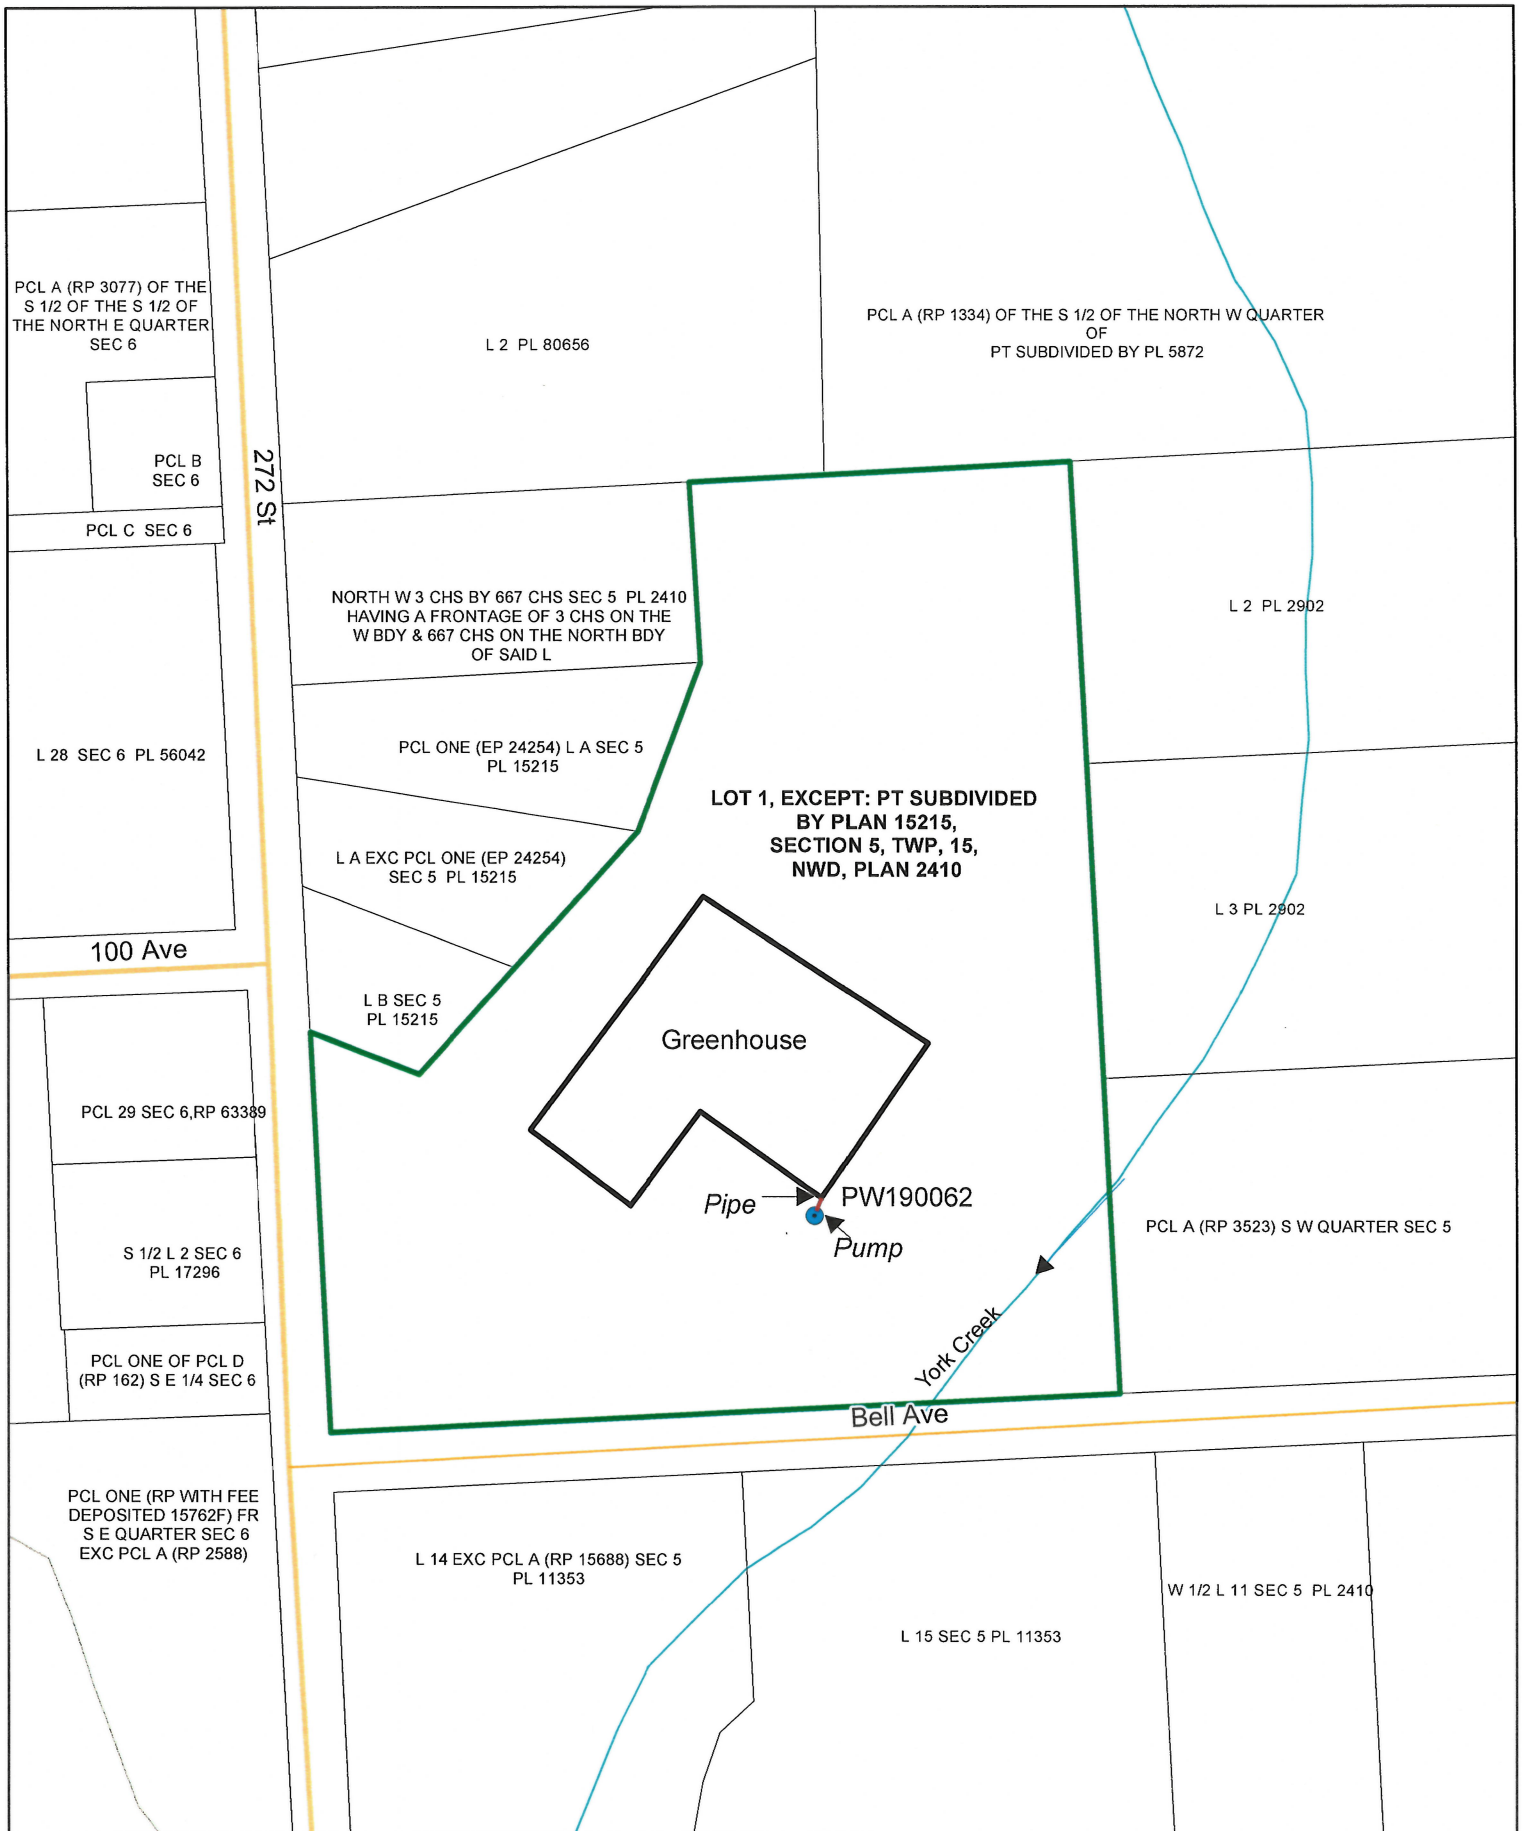 PCL A (RP 3077) OF THE
S 1/2 OF THE S 1/2 OF
THE NORTH E QUARTER
SEC 6
L 2 PL 80656
PCL A (RP 1334) OF THE S 1/2 OF THE NORTH W QUARTER
OF
PT SUBDIVIDED BY PL 5872
PCL B
SEC 6
272 St
PCL C SEC 6
NORTH W 3 CHS BY 667 CHS SEC 5 PL 2410
HAVING A FRONTAGE OF 3 CHS ON THE
W BDY & 667 CHS ON THE NORTH BDY
OF SAID L
L 2 PL 2902
L 28 SEC 6 PL 56042
PCL ONE (EP 24254) L A SEC 5
PL 15215
LOT 1, EXCEPT: PT SUBDIVIDED
BY PLAN 15215,
SECTION 5, TWP, 15,
NWD, PLAN 2410
L A EXC PCL ONE (EP 24254)
SEC 5 PL 15215
L 3 PL 2902
100 Ave
L B SEC 5
PL 15215
Greenhouse
PCL 29 SEC 6,RP 63389
Pipe
PW190062
Pump
PCL A (RP 3523) S W QUARTER SEC 5
S 1/2 L 2 SEC 6
PL 17296
York Creek
PCL ONE OF PCL D
(RP 162) S E 1/4 SEC 6
Bell Ave
PCL ONE (RP WITH FEE
DEPOSITED 15762F) FR
S E QUARTER SEC 6
EXC PCL A (RP 2588)
L 14 EXC PCL A (RP 15688) SEC 5
PL 11353
W 1/2 L 11 SEC 5 PL 2410
L 15 SEC 5 PL 11353